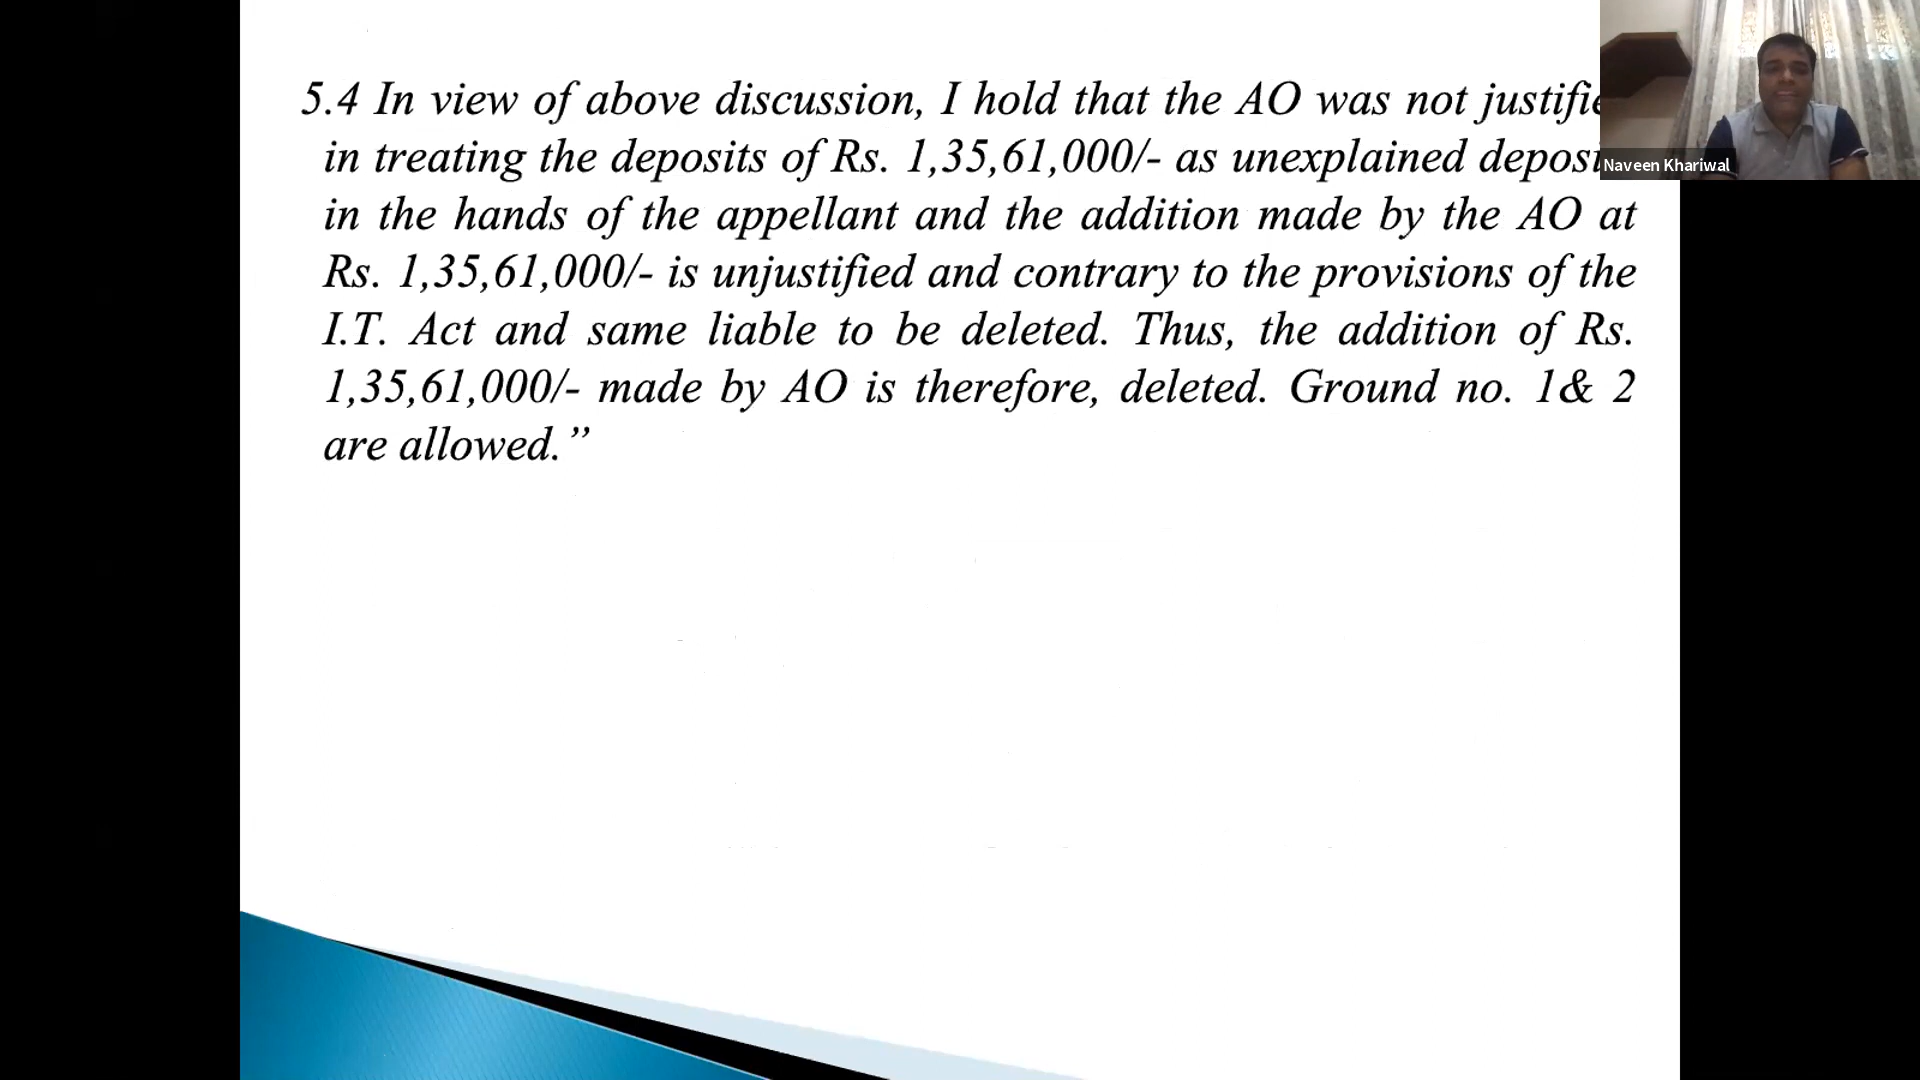 5.4 In view of above discussion, I hold that the AO was not
in treating the deposits of Rs. 1,35,61,000/- as unexplained
in the hands of the appellant and the addition made by the AO at
Rs. 1,35,61,000/- is unjustified and contrary to the provisions of the
I.T. Act and same liable to be deleted. Thus, the addition of Rs.
1,35,61,000/- made by AO is therefore, deleted. Ground no. 1& 2
are allowed.”
Naveen Khariwal